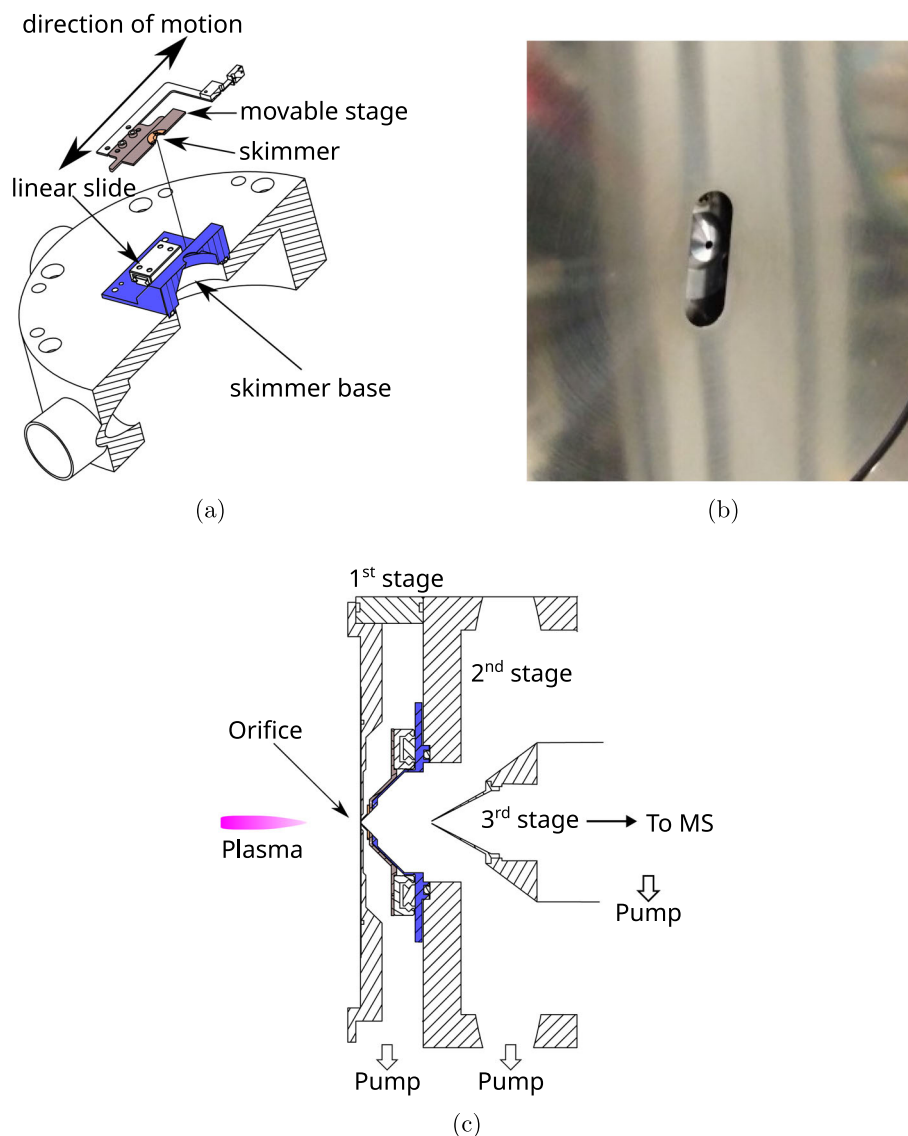 direction of motion
movable stage
skimmer
linear slide
skimmer base
(a)
(b)
1st stage
2nd stage
Orifice
3rd stage
To MS
Plasma
Pump
Pump
Pump
(c)